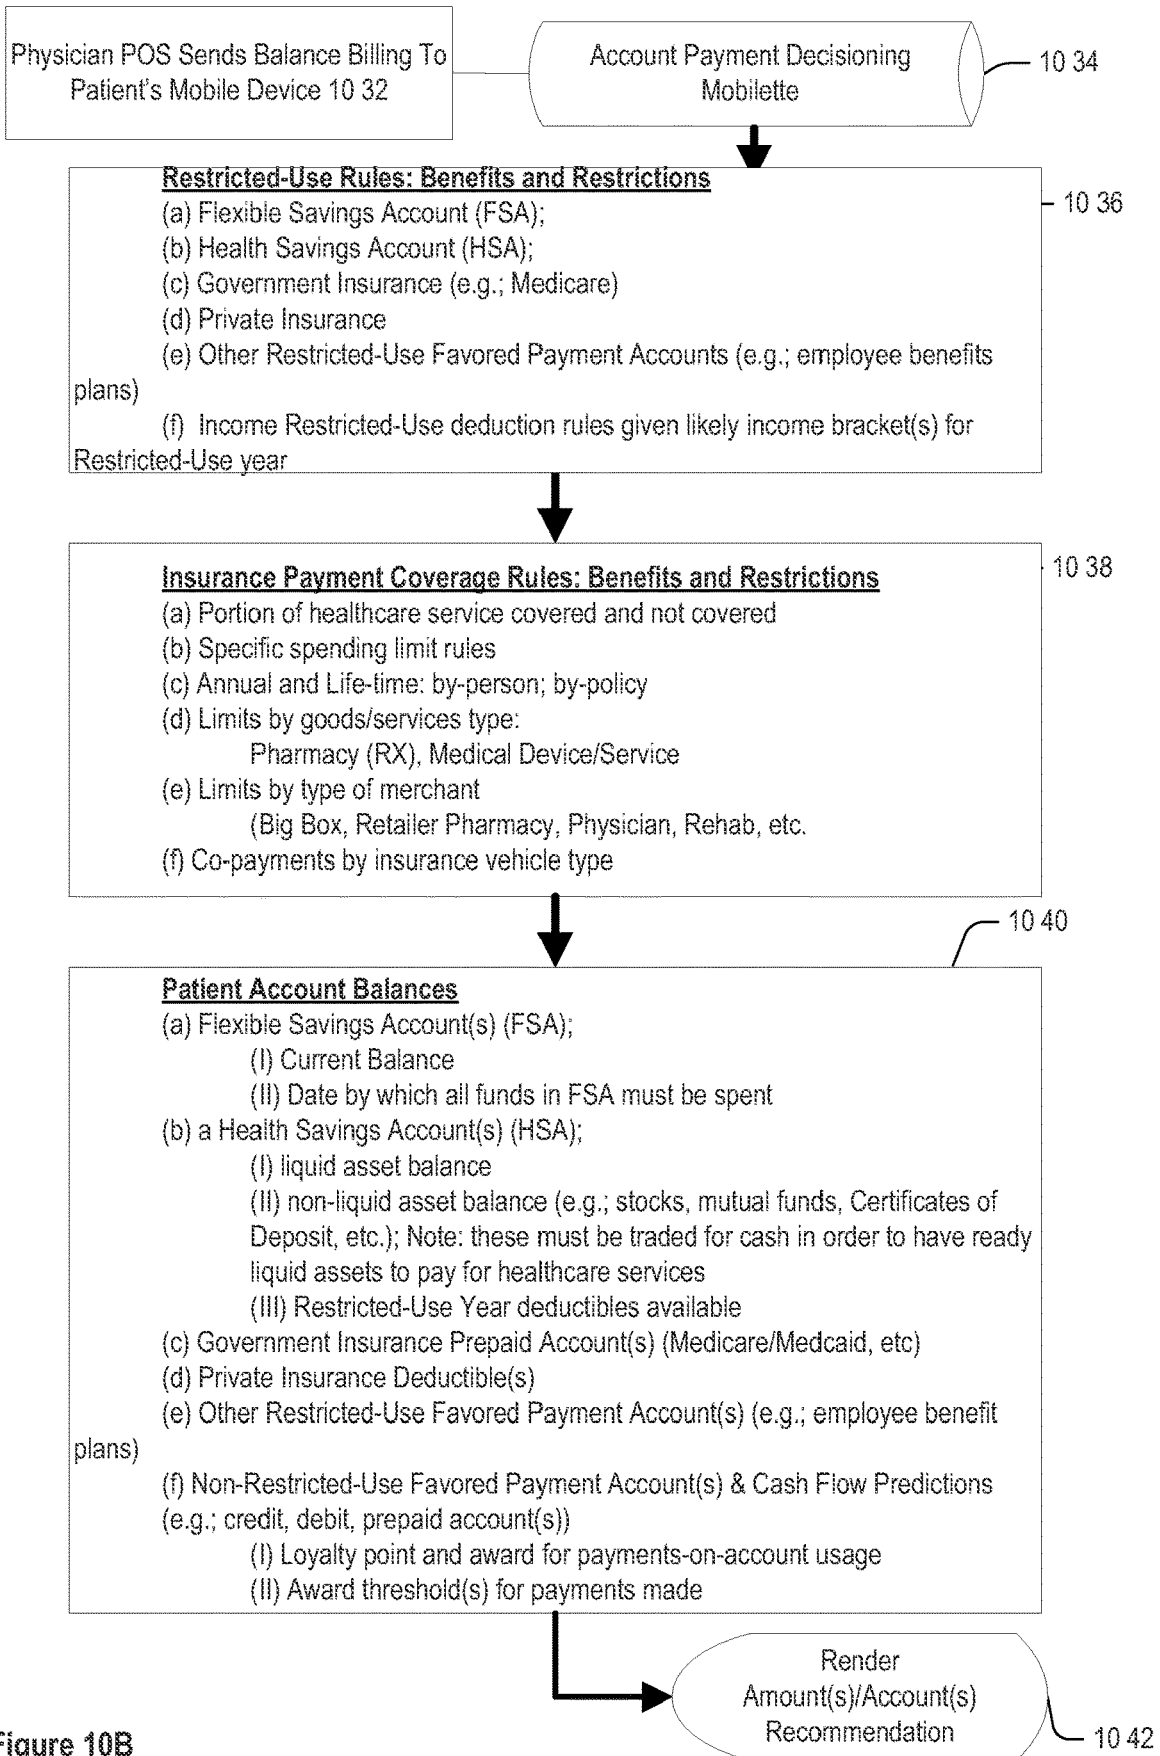 Physician POS Sends Balance Billing To
Patient's Mobile Device 10 32
Account Payment Decisioning
Mobilette
10 34
Restricted-Use Rules: Benefits and Restrictions
10 36
(a) Flexible Savings Account (FSA);
(b) Health Savings Account (HSA);
(c) Government Insurance (e.g.; Medicare)
(d) Private Insurance
(e) Other Restricted-Use Favored Payment Accounts (e.g.; employee benefits
plans)
(f) Income Restricted-Use deduction rules given likely income bracket(s) for
Restricted-Use year
Insurance Payment Coverage Rules: Benefits and Restrictions
10 38
(a) Portion of healthcare service covered and not covered
(b) Specific spending limit rules
(c) Annual and Life-time: by-person; by-policy
(d) Limits by goods/services type:
Pharmacy (RX), Medical Device/Service
(e) Limits by type of merchant
(Big Box, Retailer Pharmacy, Physician, Rehab, etc.
(f) Co-payments by insurance vehicle type
10 40
Patient Account Balances
(a) Flexible Savings Account(s) (FSA);
(I) Current Balance
(II) Date by which all funds in FSA must be spent
(b) a Health Savings Account(s) (HSA);
(I) liquid asset balance
(II) non-liquid asset balance (e.g.; stocks, mutual funds, Certificates of
Deposit, etc.); Note: these must be traded for cash in order to have ready
liquid assets to pay for healthcare services
(III) Restricted-Use Year deductibles available
(c) Government Insurance Prepaid Account(s) (Medicare/Medcaid, etc)
(d) Private Insurance Deductible(s)
(e) Other Restricted-Use Favored Payment Account(s) (e.g.; employee benefit
plans)
(f) Non-Restricted-Use Favored Payment Account(s) & Cash Flow Predictions
(e.g.; credit, debit, prepaid account(s))
(I) Loyalty point and award for payments-on-account usage
(II) Award threshold(s) for payments made
Render
Amount(s)/Account(s)
Recommendation
10 42
Figure 10B